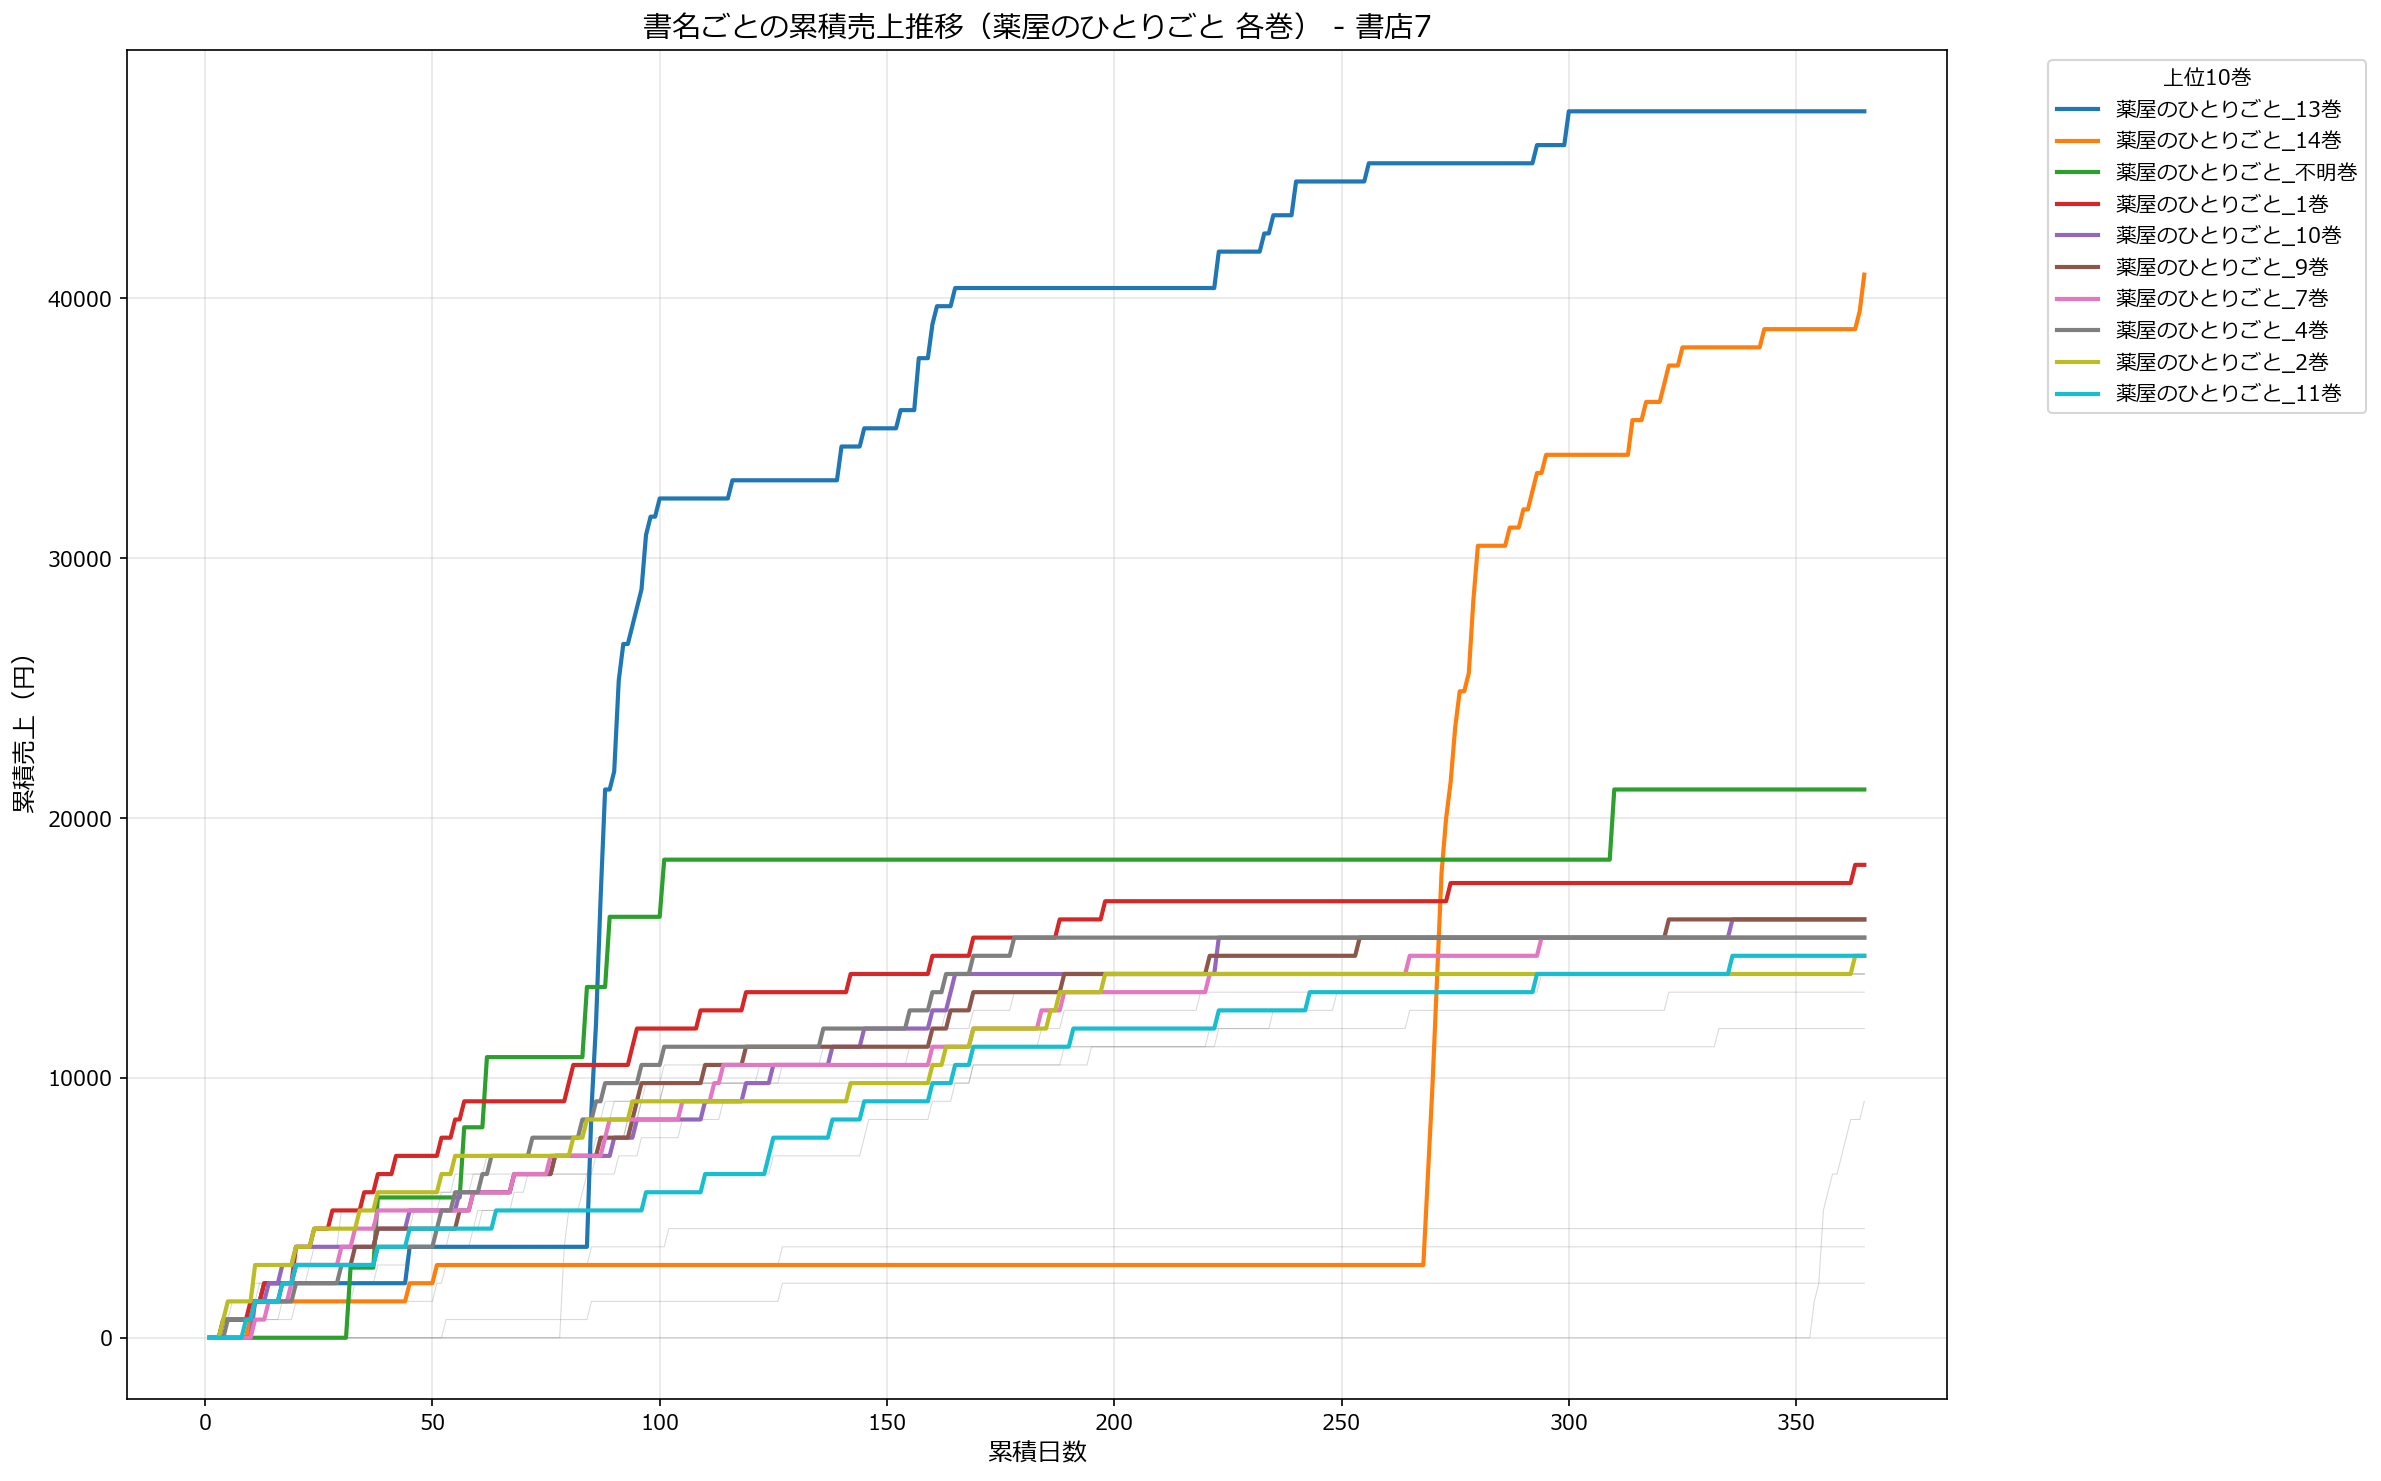 書名ごとの累積売上推移（薬屋のひとりごと 各巻） - 書店7
上位10巻
薬屋のひとりごと_13巻
薬屋のひとりごと_14巻
薬屋のひとりごと_不明巻
薬屋のひとりごと_1巻
薬屋のひとりごと_10巻
薬屋のひとりごと_9巻
薬屋のひとりごと_7巻
薬屋のひとりごと_4巻
薬屋のひとりごと_2巻
薬屋のひとりごと_11巻
累積売上（円）
40000
30000
20000
10000
0
0 50 100 150 200 250 300 350
累積日数